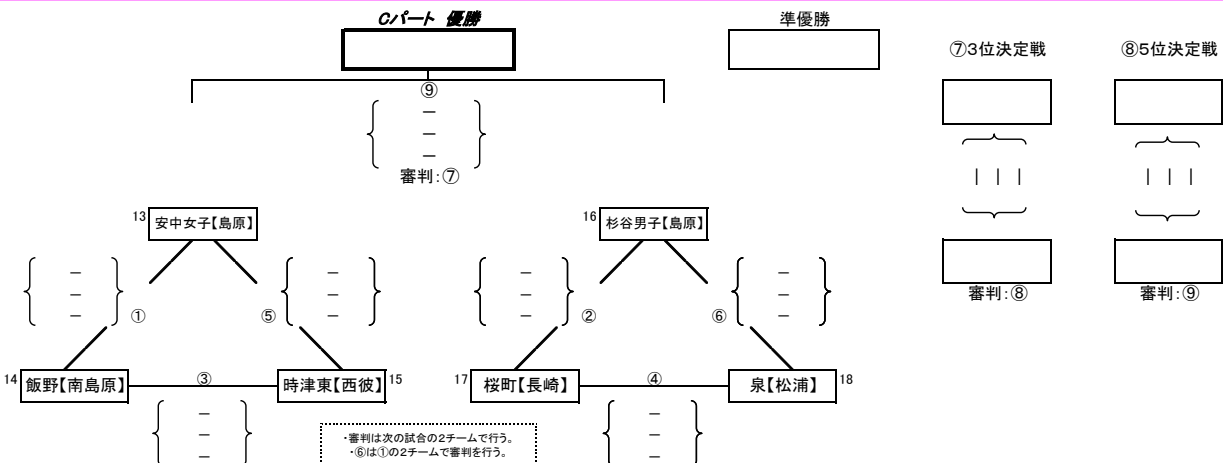 Cパート 優勝
準優勝
⑦3位決定戦
⑧5位決定戦
⑨
－
－
－
審判：⑦
| | |
| | |
13 安中女子【島原】
16 杉谷男子【島原】
審判：⑧
審判：⑨
－
－
－
①
⑤
－
－
－
－
－
－
②
⑥
－
－
－
14 飯野【南島原】
③
時津東【西彼】 15
17 桜町【長崎】
④
泉【松浦】 18
－
－
－
・審判は次の試合の2チームで行う。
・⑥は①の2チームで審判を行う。
－
－
－